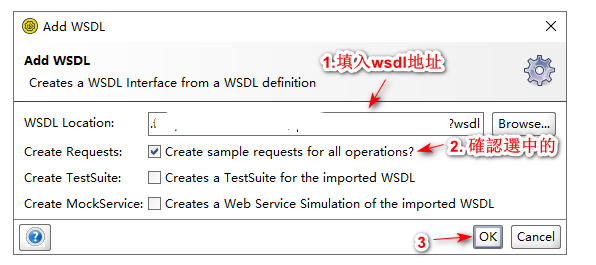 Add WSDL
Add WSDL
Creates a WSDL Interface from a WSDL definition
1.填入wsdl地址
WSDL Location: ?wsdl Browse...
Create Requests: Create sample requests for all operations?
2. 確認選中的
Create TestSuite: Creates a TestSuite for the imported WSDL
Create MockService: Creates a Web Service Simulation of the imported WSDL
3 OK Cancel